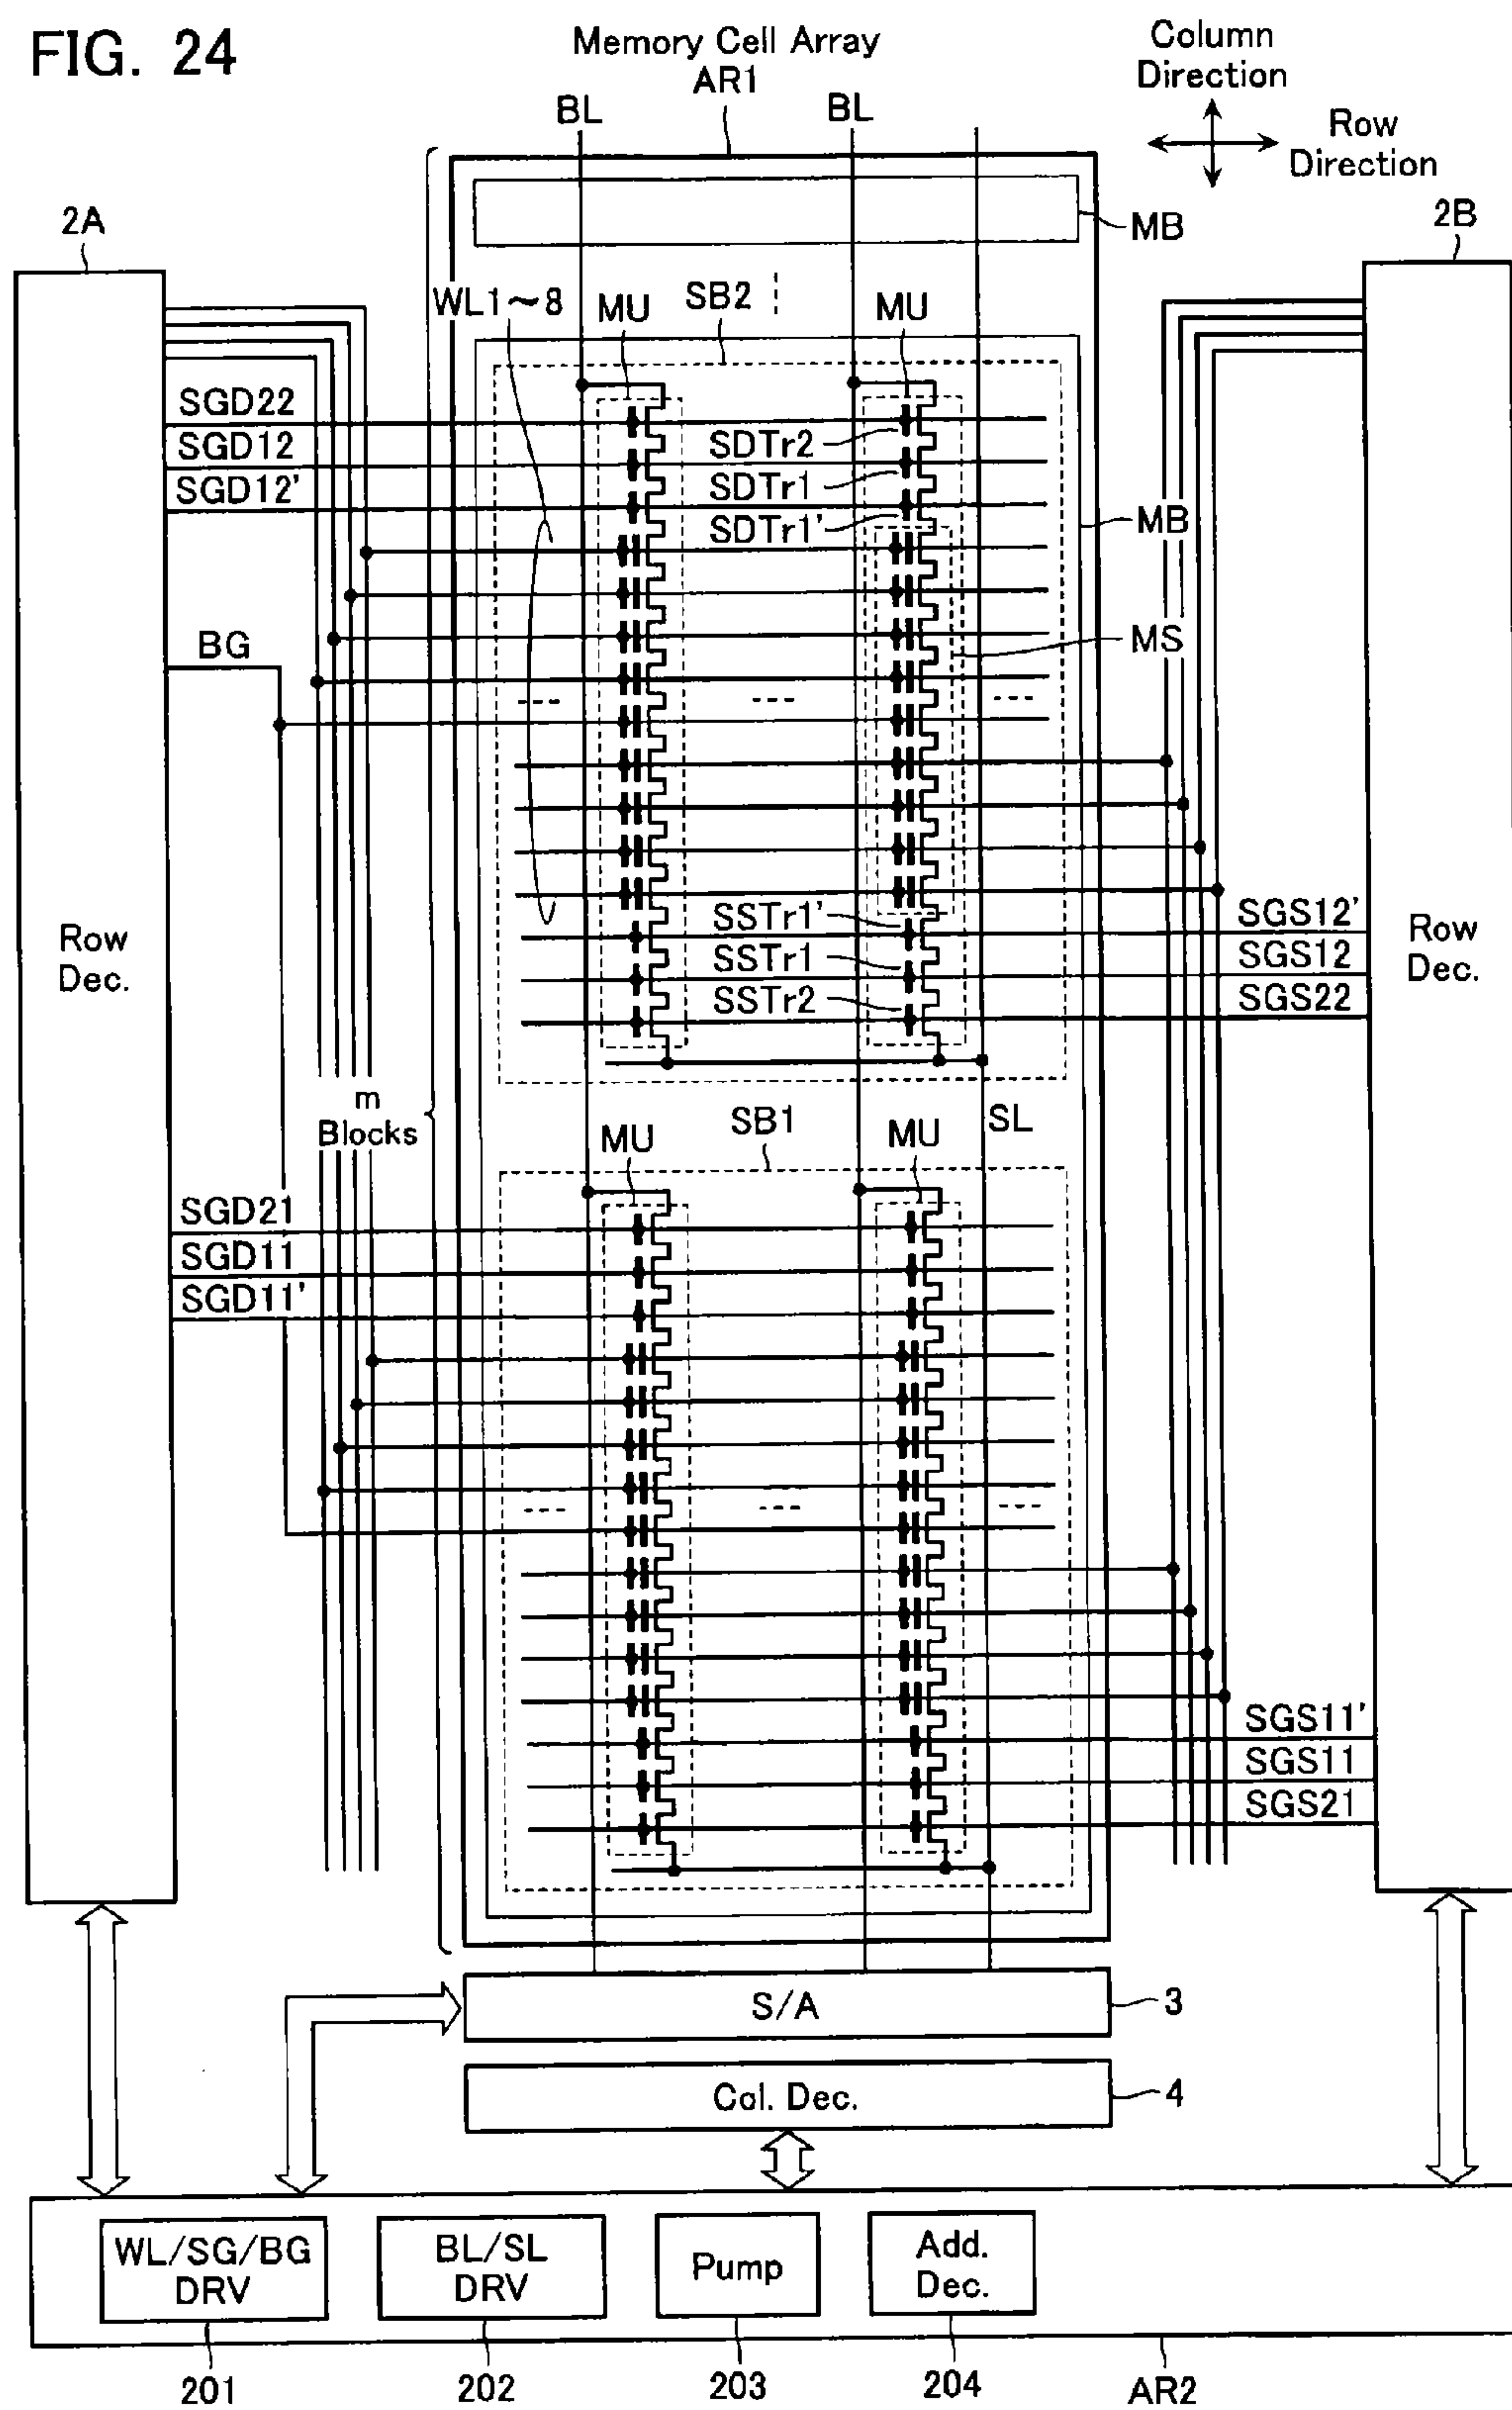 FIG. 24
Memory Cell Array
AR1
Column
Direction
Row
Direction
BL
BL
MB
2A
2B
WL1~8
MU
SB2
MU
SGD22
SGD12
SGD12'
SDTr2
SDTr1
SDTr1'
MB
BG
MS
Row
Dec.
Row
Dec.
SSTr1'
SSTr1
SSTr2
SGS12'
SGS12
SGS22
m
Blocks
MU
SB1
MU
SL
SGD21
SGD11
SGD11'
SGS11'
SGS11
SGS21
S/A
3
Col. Dec.
4
WL/SG/BG
DRV
BL/SL
DRV
Pump
Add.
Dec.
201
202
203
204
AR2